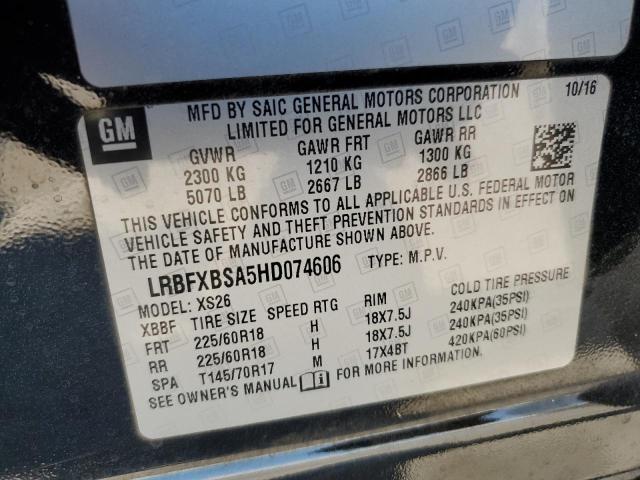 GM
MFD BY SAIC GENERAL MOTORS CORPORATION 10/16
LIMITED FOR GENERAL MOTORS LLC
GVWR GAWR FRT GAWR RR
2300 KG 1210 KG 1300 KG
5070 LB 2667 LB 2866 LB
THIS VEHICLE CONFORMS TO ALL APPLICABLE U.S. FEDERAL MOTOR
VEHICLE SAFETY AND THEFT PREVENTION STANDARDS IN EFFECT ON
THE DATE OF MANUFACTURE SHOWN ABOVE.
LRBFXBSA5HD074606 TYPE: M.P.V.
MODEL: XS26
XBBF TIRE SIZE SPEED RTG RIM COLD TIRE PRESSURE
FRT 225/60R18 H 18X7.5J 240KPA(35PSI)
RR 225/60R18 H 18X7.5J 240KPA(35PSI)
SPA T145/70R17 M 17X4BT 420KPA(60PSI)
SEE OWNER'S MANUAL FOR MORE INFORMATION.